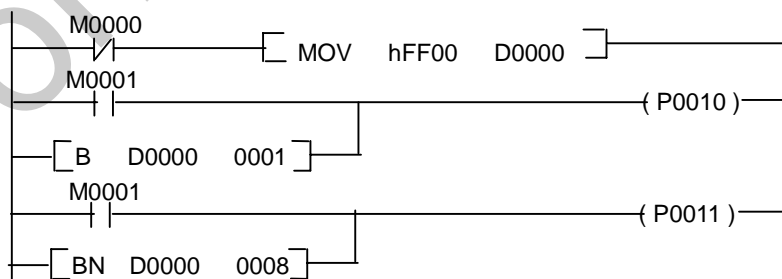 M0000
MOV hFF00 D0000
M0001
( P0010 )
B D0000 0001
M0001
( P0011 )
BN D0000 0008